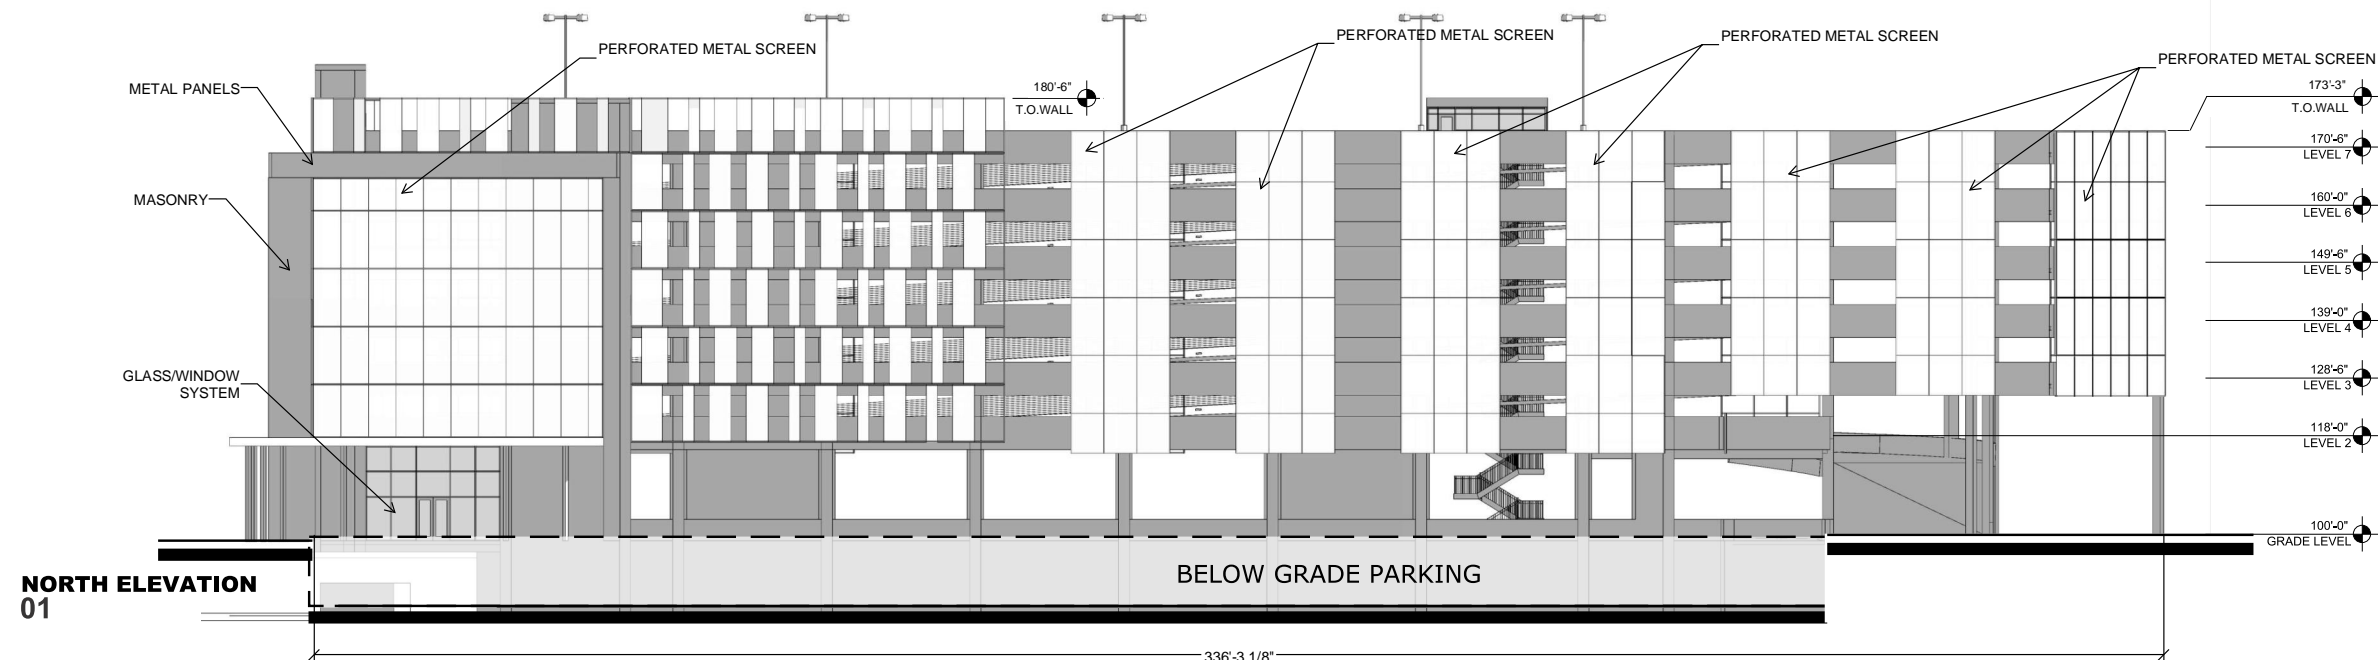 PERFORATED METAL SCREEN
PERFORATED METAL SCREEN
PERFORATED METAL SCREEN
PERFORATED METAL SCREEN
METAL PANELS
180'-6"
T.O.WALL
173'-3"
T.O.WALL
170'-6"
LEVEL 7
MASONRY
160'-0"
LEVEL 6
149'-6"
LEVEL 5
139'-0"
LEVEL 4
GLASS/WINDOW
SYSTEM
128'-6"
LEVEL 3
118'-0"
LEVEL 2
100'-0"
GRADE LEVEL
BELOW GRADE PARKING
NORTH ELEVATION
01
336'-3 1/8"